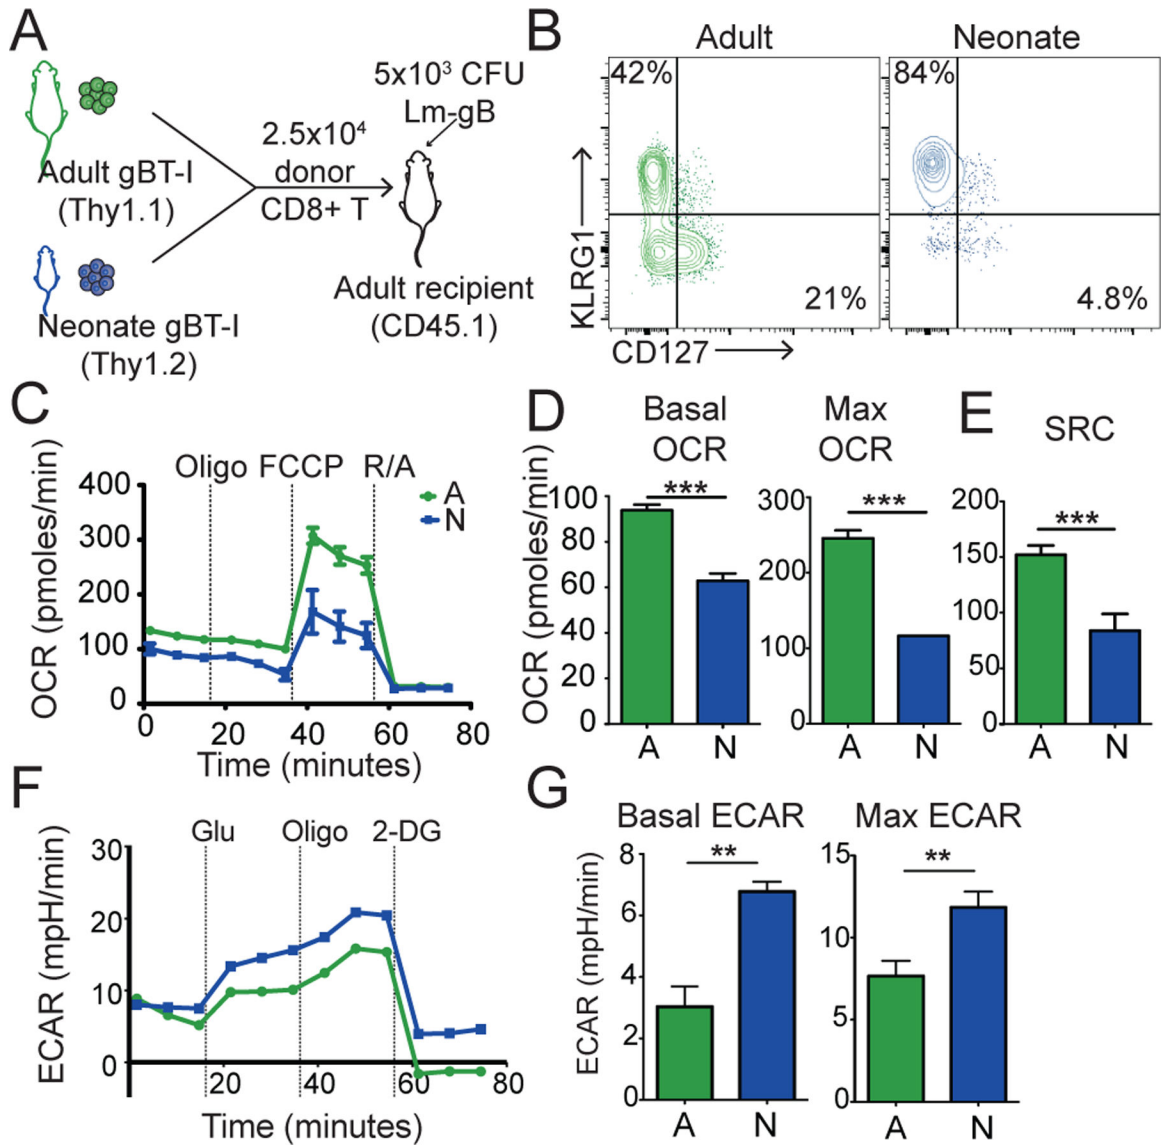 A
5x10³ CFU
Lm-gB
2.5x10⁴
donor
CD8+ T
Adult gBT-I
(Thy1.1)
Neonate gBT-I
(Thy1.2)
Adult recipient
(CD45.1)
B
Adult
Neonate
42%
84%
21%
4.8%
KLRG1
CD127
C
Oligo FCCP R/A
A
N
OCR (pmoles/min)
400
300
200
100
0
0 20 40 60 80
Time (minutes)
D
Basal
OCR
Max
OCR
OCR (pmoles/min)
100
80
60
40
20
0
***
A N
300
200
100
0
***
A N
E
SRC
200
150
100
50
0
***
A N
F
Glu Oligo 2-DG
ECAR (mpH/min)
30
20
10
0
20 40 60 80
Time (minutes)
G
Basal ECAR
Max ECAR
ECAR (mpH/min)
8
6
4
2
0
**
A N
15
10
5
0
**
A N